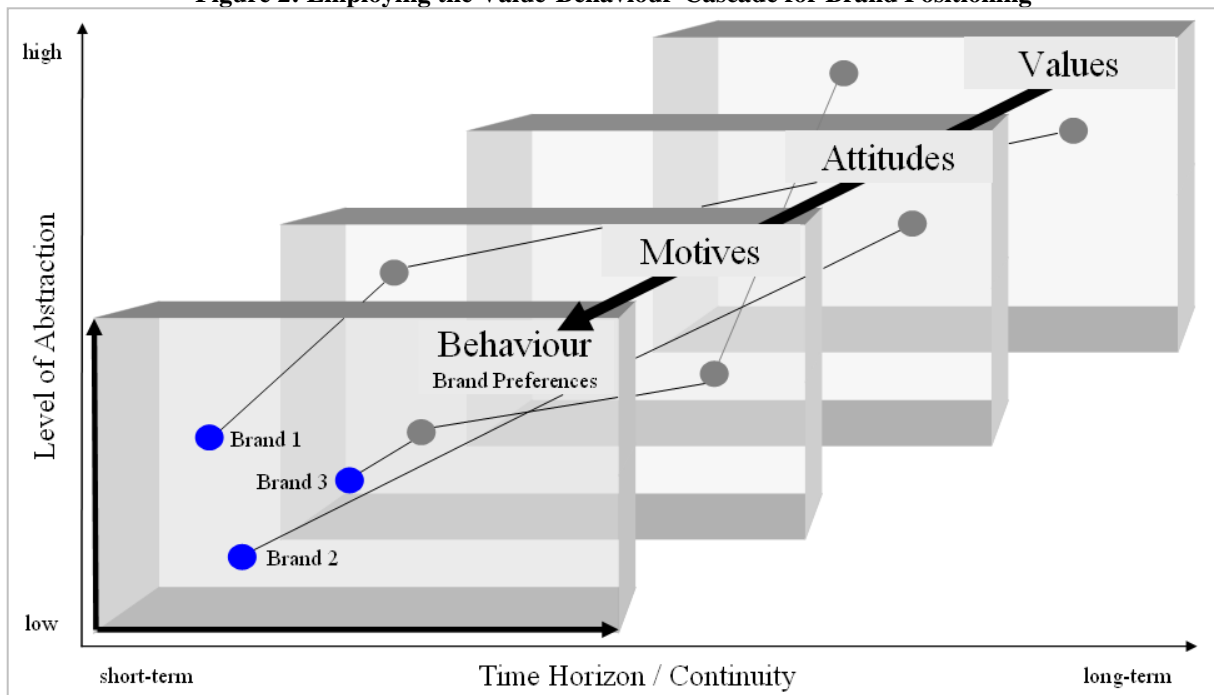 Figure 2: Employing the Value-Behaviour-Cascade for Brand Positioning
high
Values
Attitudes
Motives
Behaviour
Brand Preferences
Level of Abstraction
Brand 1
Brand 3
Brand 2
low
short-term
Time Horizon / Continuity
long-term